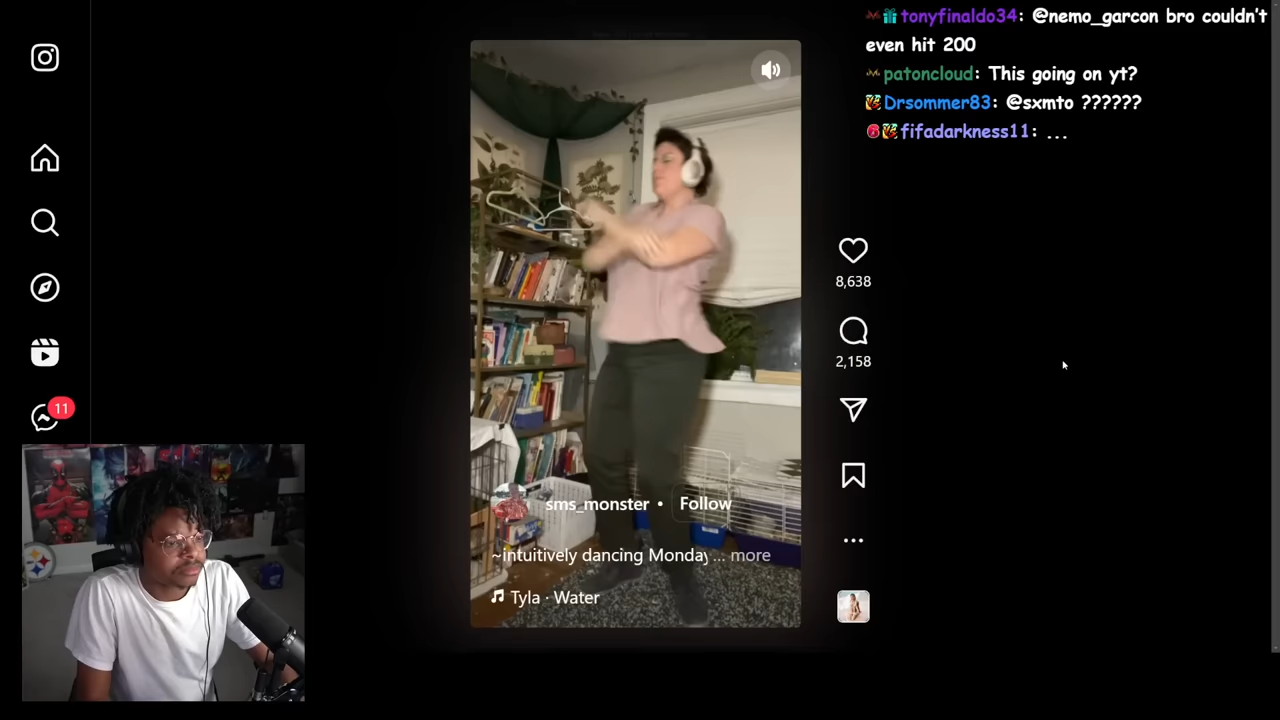 tonyfinaldo34: @nemo_garcon bro couldn't
even hit 200
patoncloud: This going on yt?
Drsommer83: @sxmto ??????
fifadarkness11: ...
8,638
2,158
11
sms_monster • Follow
~intuitively dancing Monday ... more
Tyla · Water